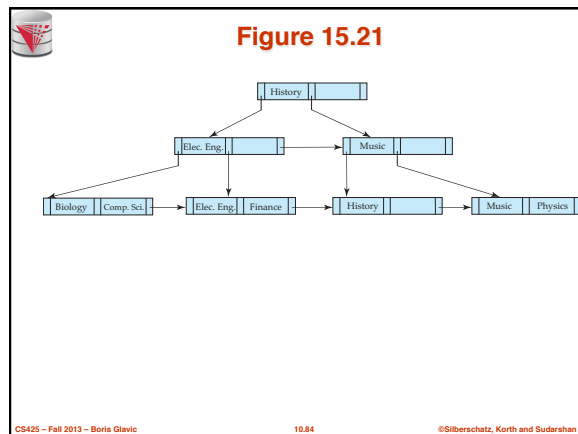 Figure 15.21
History
Elec. Eng.
Music
Biology Comp. Sci.
Elec. Eng. Finance
History
Music Physics
CS425 – Fall 2013 – Boris Glavic
10.84
©Silberschatz, Korth and Sudarshan